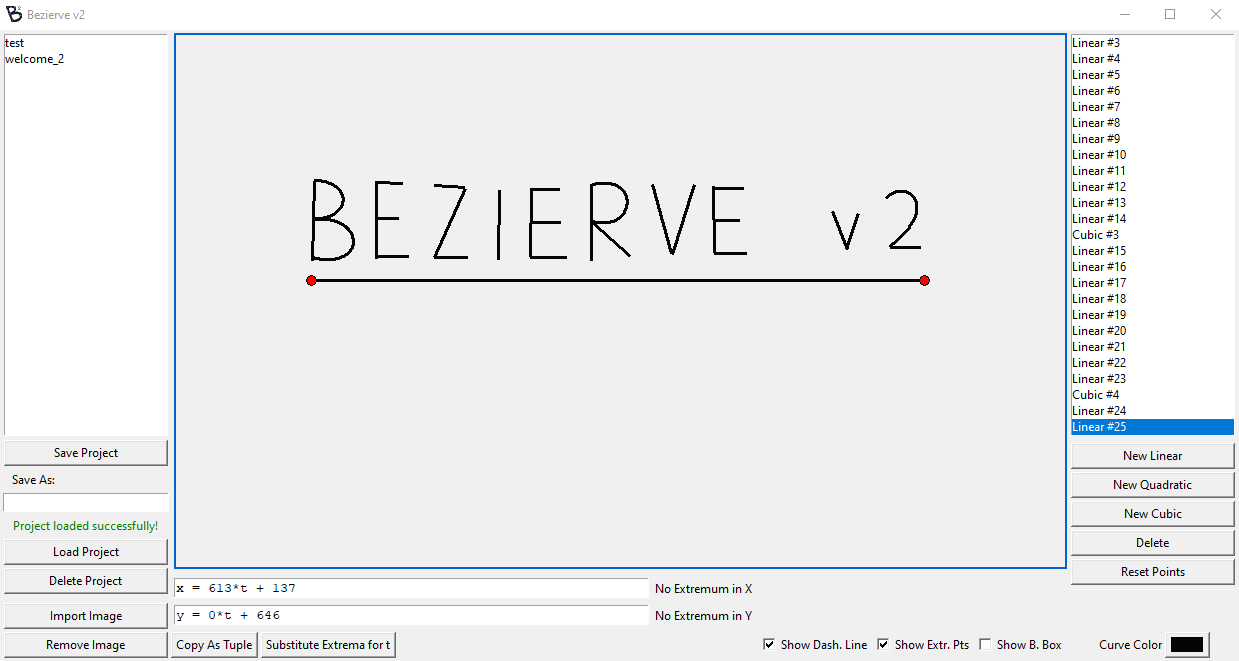 Bezierve v2
test
welcome_2
Save Project
Save As:
Project loaded successfully!
Load Project
Delete Project
Import Image
Remove Image
BEZIERVE v2
x = 613*t + 137
No Extremum in X
y = 0*t + 646
No Extremum in Y
Copy As Tuple
Substitute Extrema for t
Show Dash. Line
Show Extr. Pts
Show B. Box
Curve Color
Linear #3
Linear #4
Linear #5
Linear #6
Linear #7
Linear #8
Linear #9
Linear #10
Linear #11
Linear #12
Linear #13
Linear #14
Cubic #3
Linear #15
Linear #16
Linear #17
Linear #18
Linear #19
Linear #20
Linear #21
Linear #22
Linear #23
Cubic #4
Linear #24
Linear #25
New Linear
New Quadratic
New Cubic
Delete
Reset Points